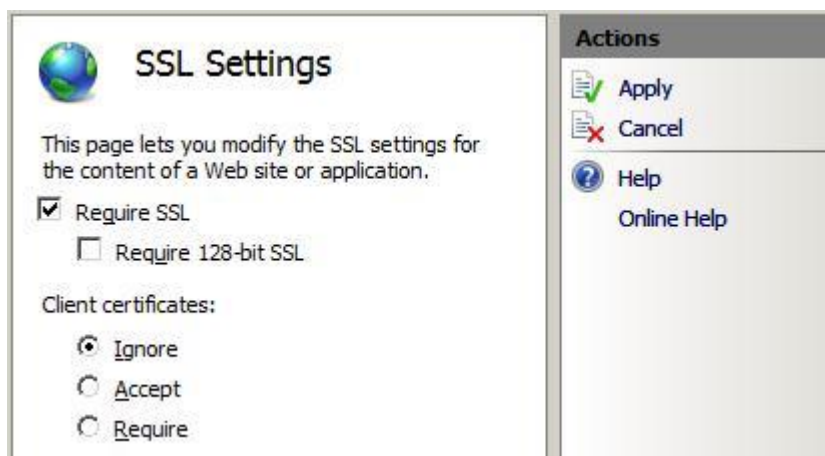 SSL Settings
This page lets you modify the SSL settings for
the content of a Web site or application.
Require SSL
Require 128-bit SSL
Client certificates:
Ignore
Accept
Require
Actions
Apply
Cancel
Help
Online Help